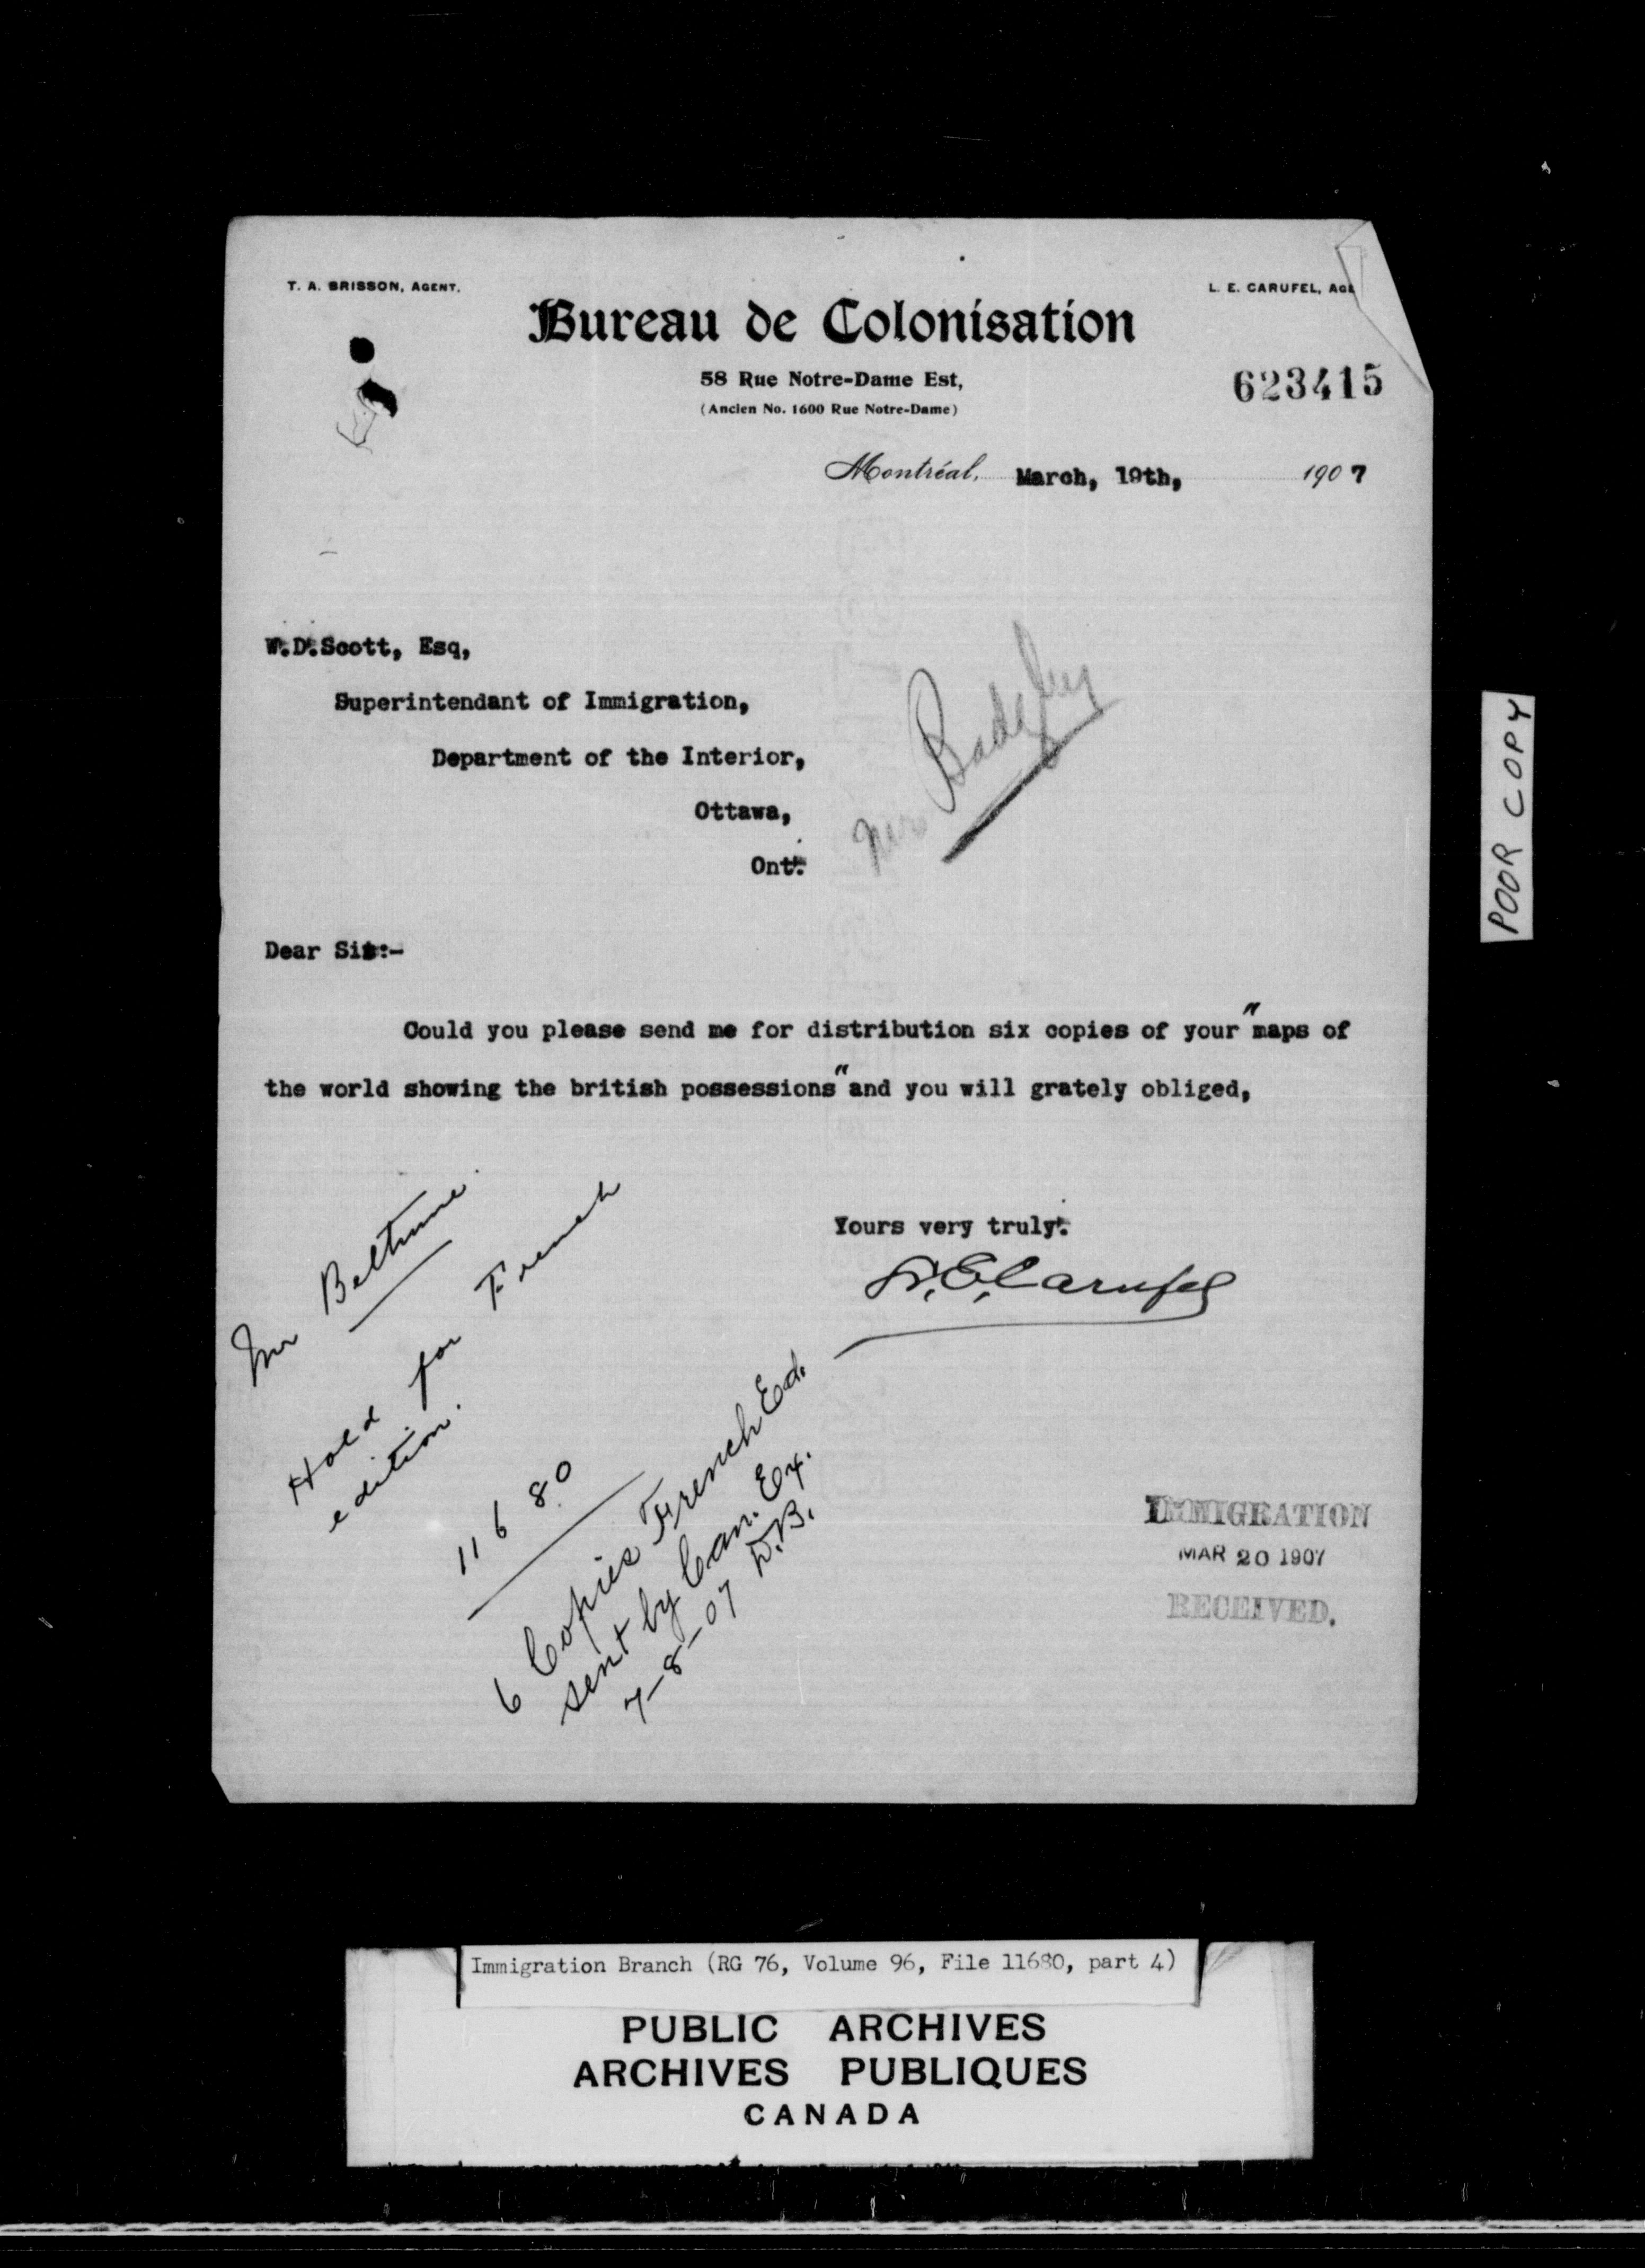 T. A. BRISSON, AGENT.
L. E. CARUFEL, AGE
Bureau de Colonisation
58 Rue Notre-Dame Est,
(Ancien No. 1600 Rue Notre-Dame)
623415
Montréal, March, 19th, 1907
W.D.Scott, Esq,
Superintendant of Immigration,
Department of the Interior,
Ottawa,
Ont.
Mr Badgley
Dear Sir:-
Could you please send me for distribution six copies of your "maps of
the world showing the british possessions" and you will grately obliged,
Yours very truly.
L.E.Carufel
Mr Bethune
Hold for French
edition.
11680
6 Copies French Ed.
sent by Can. Ex.
7-8-07 D.B.
IMMIGRATION
MAR 20 1907
RECEIVED.
POOR COPY
Immigration Branch (RG 76, Volume 96, File 11680, part 4)
PUBLIC ARCHIVES
ARCHIVES PUBLIQUES
CANADA